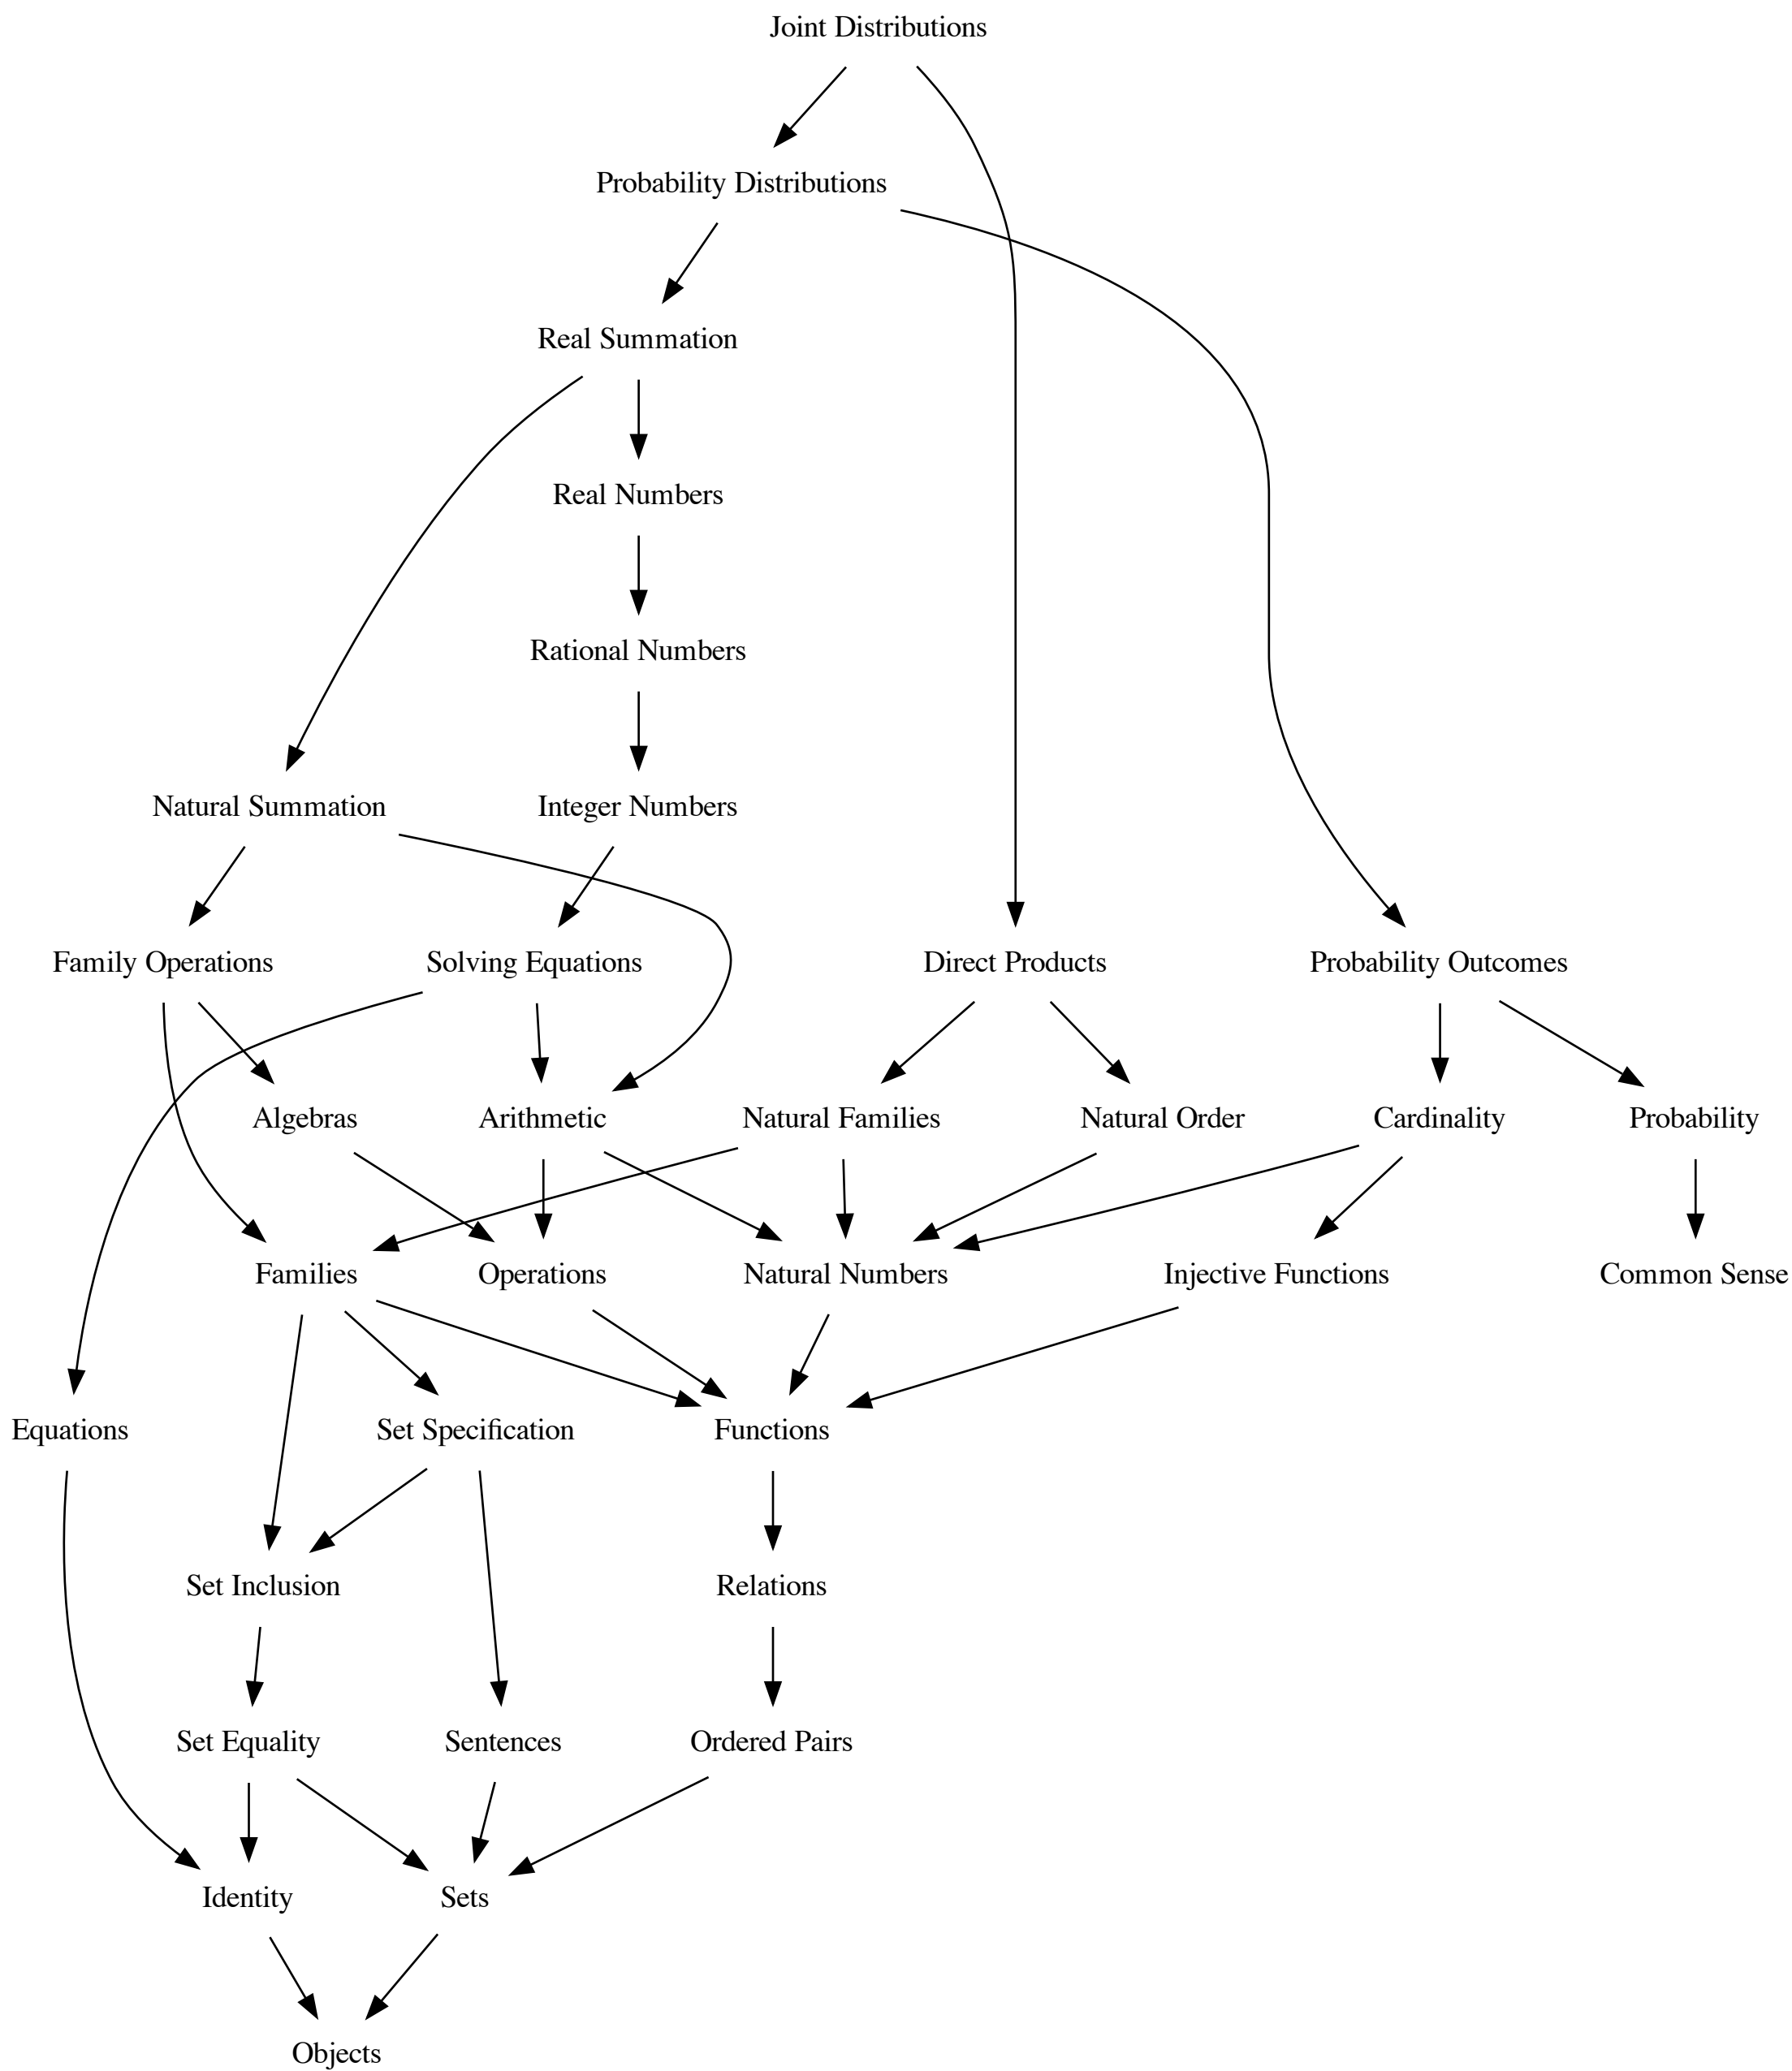 Joint Distributions
Probability Distributions
Real Summation
Real Numbers
Rational Numbers
Natural Summation
Integer Numbers
Family Operations
Solving Equations
Direct Products
Probability Outcomes
Algebras
Arithmetic
Natural Families
Natural Order
Cardinality
Probability
Families
Operations
Natural Numbers
Injective Functions
Common Sense
Equations
Set Specification
Functions
Set Inclusion
Relations
Set Equality
Sentences
Ordered Pairs
Identity
Sets
Objects